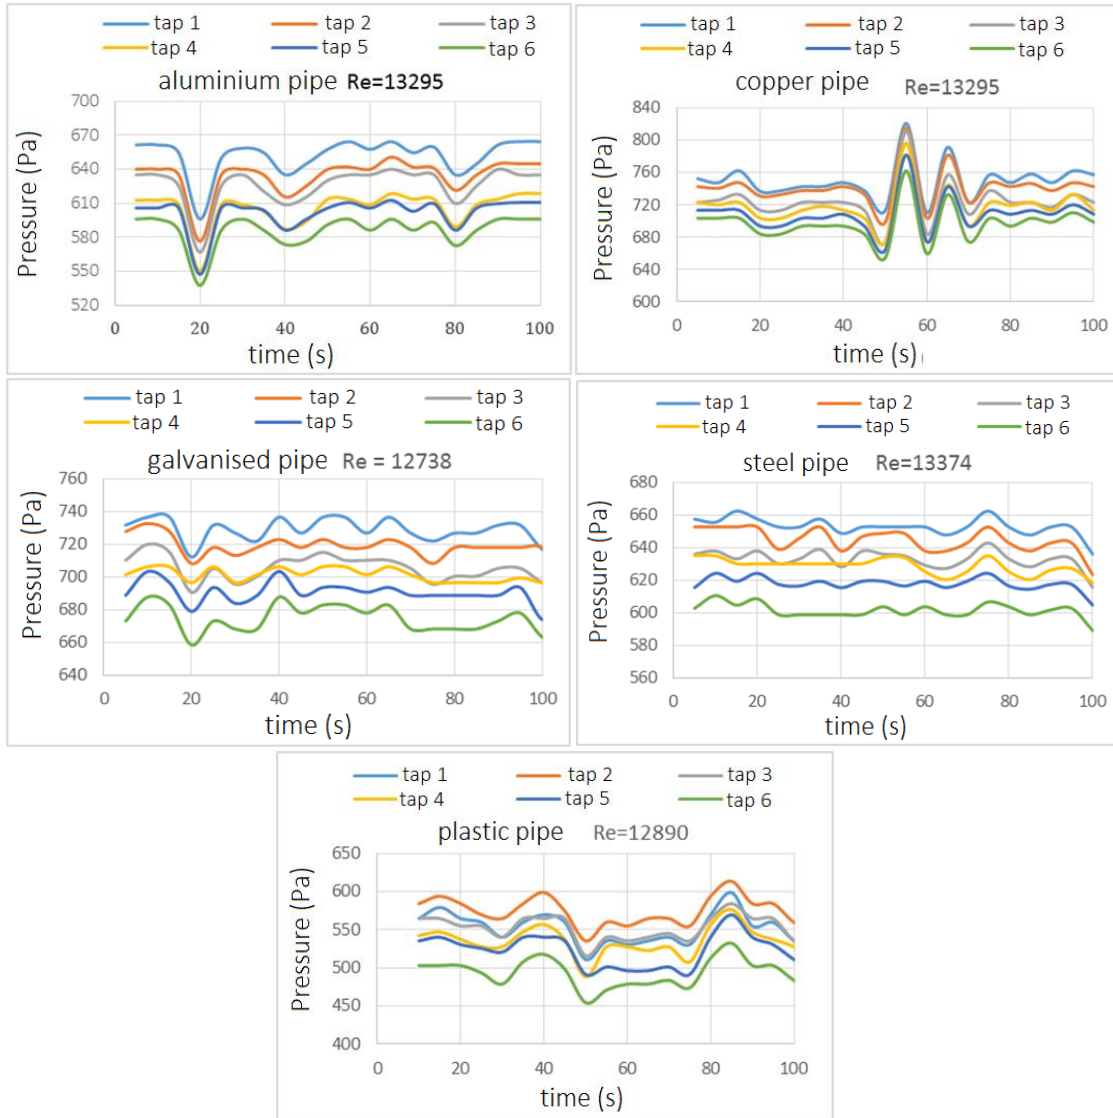 tap 1 tap 2 tap 3
tap 4 tap 5 tap 6
aluminium pipe Re=13295
Pressure (Pa)
700
670
640
610
580
550
520
0 20 40 60 80 100
time (s)
tap 1 tap 2 tap 3
tap 4 tap 5 tap 6
copper pipe Re=13295
Pressure (Pa)
840
800
760
720
680
640
600
0 20 40 60 80 100
time (s)
tap 1 tap 2 tap 3
tap 4 tap 5 tap 6
galvanised pipe Re = 12738
Pressure (Pa)
760
740
720
700
680
660
640
0 20 40 60 80 100
time (s)
tap 1 tap 2 tap 3
tap 4 tap 5 tap 6
steel pipe Re=13374
Pressure (Pa)
680
660
640
620
600
580
560
0 20 40 60 80 100
time (s)
tap 1 tap 2 tap 3
tap 4 tap 5 tap 6
plastic pipe Re=12890
Pressure (Pa)
650
600
550
500
450
400
0 20 40 60 80 100
time (s)